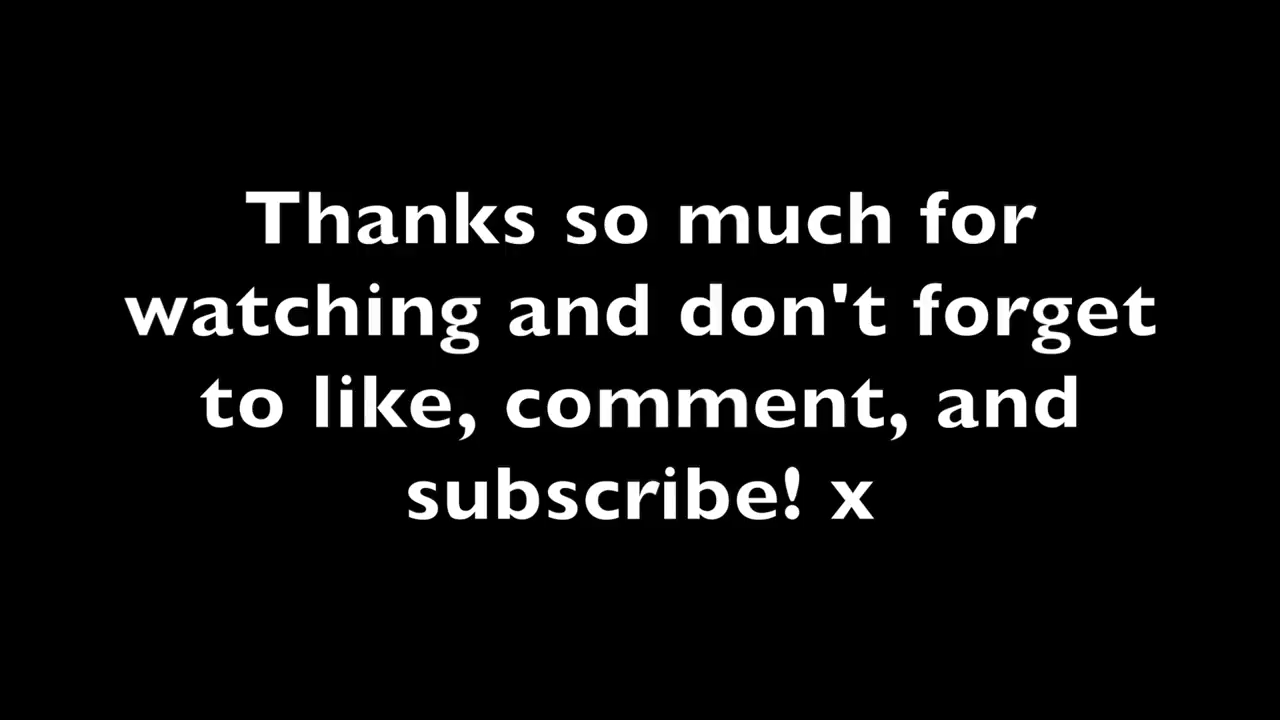 Thanks so much for
watching and don't forget
to like, comment, and
subscribe! x